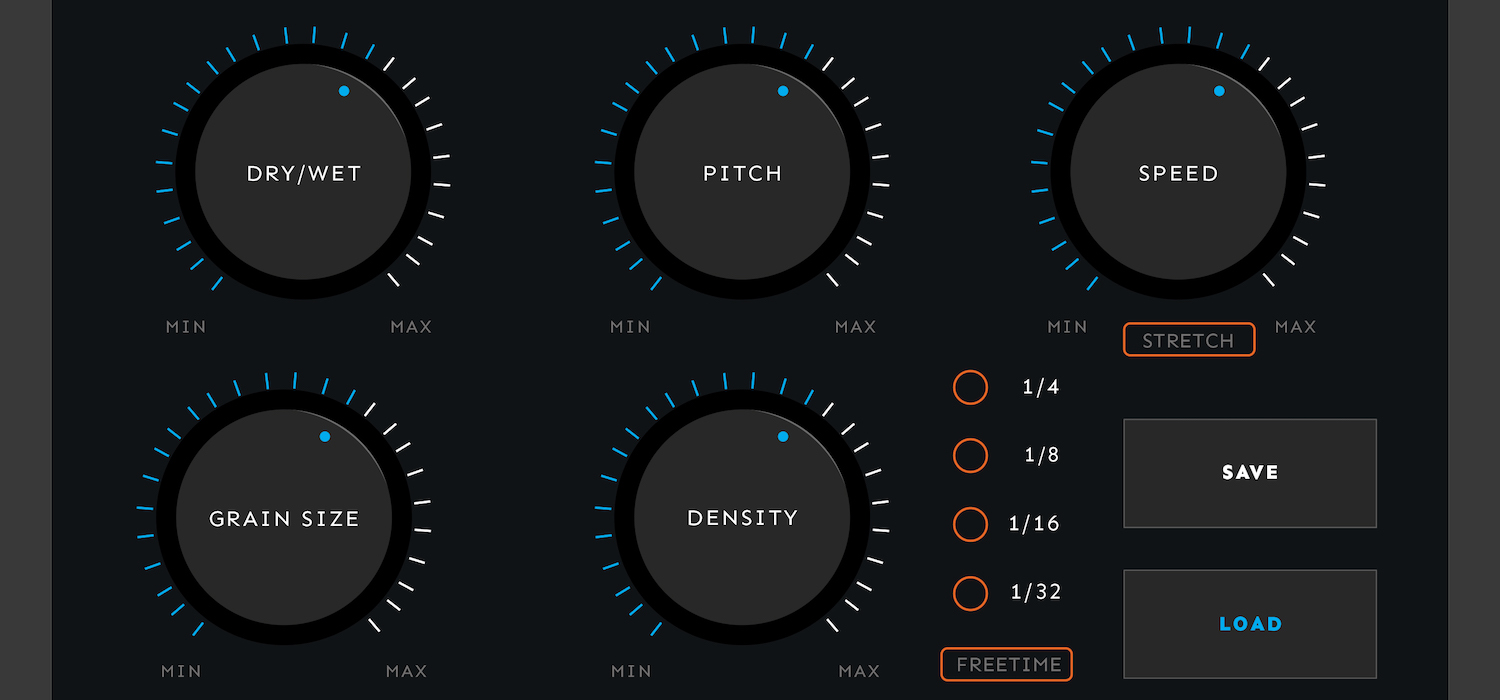 DRY/WET
PITCH
SPEED
MIN MAX
MIN MAX
MIN MAX
STRETCH
GRAIN SIZE
DENSITY
1/4
1/8
1/16
1/32
SAVE
LOAD
FREETIME
MIN MAX
MIN MAX